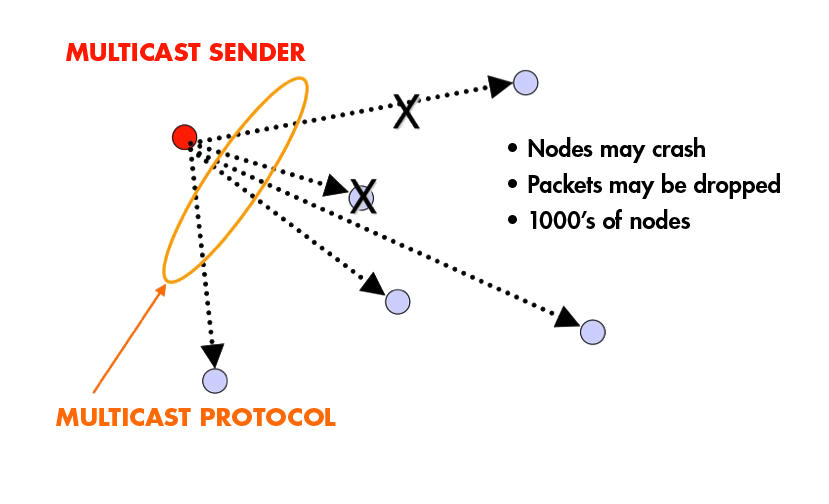 MULTICAST SENDER
X
X
• Nodes may crash
• Packets may be dropped
• 1000's of nodes
MULTICAST PROTOCOL